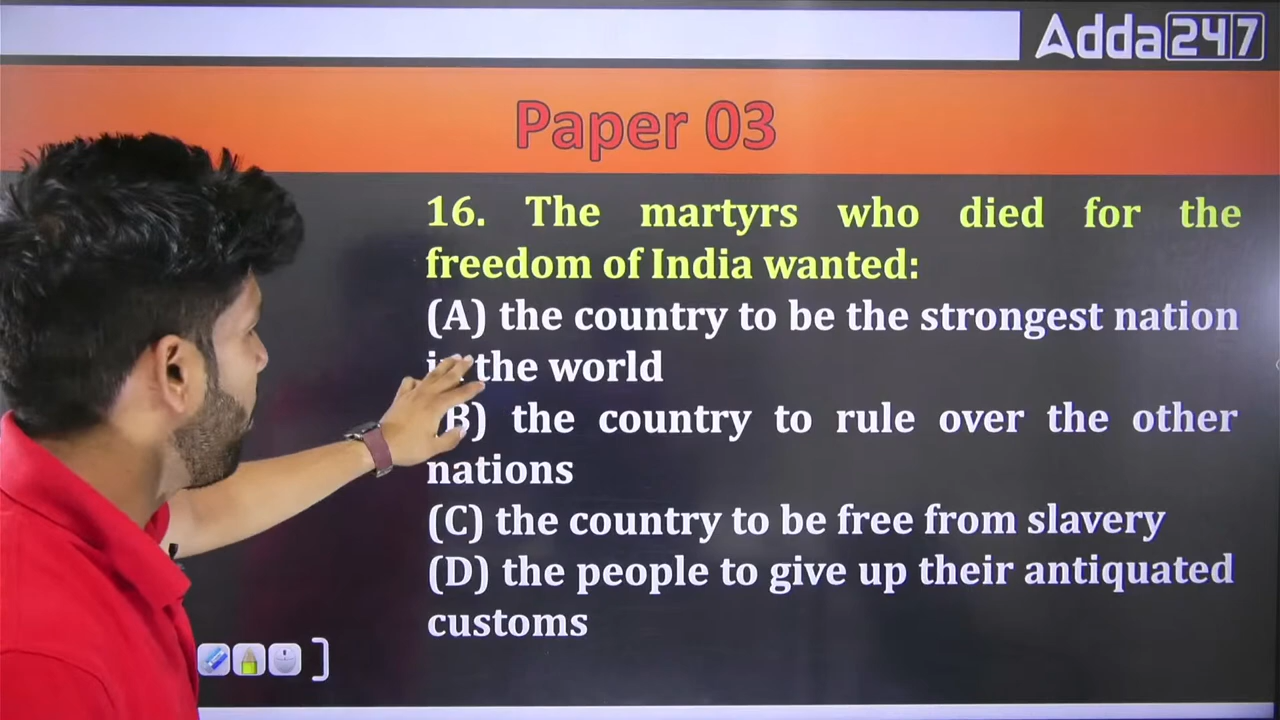 Adda247
Paper 03
16. The martyrs who died for the
freedom of India wanted:
(A) the country to be the strongest nation
in the world
(B) the country to rule over the other
nations
(C) the country to be free from slavery
(D) the people to give up their antiquated
customs